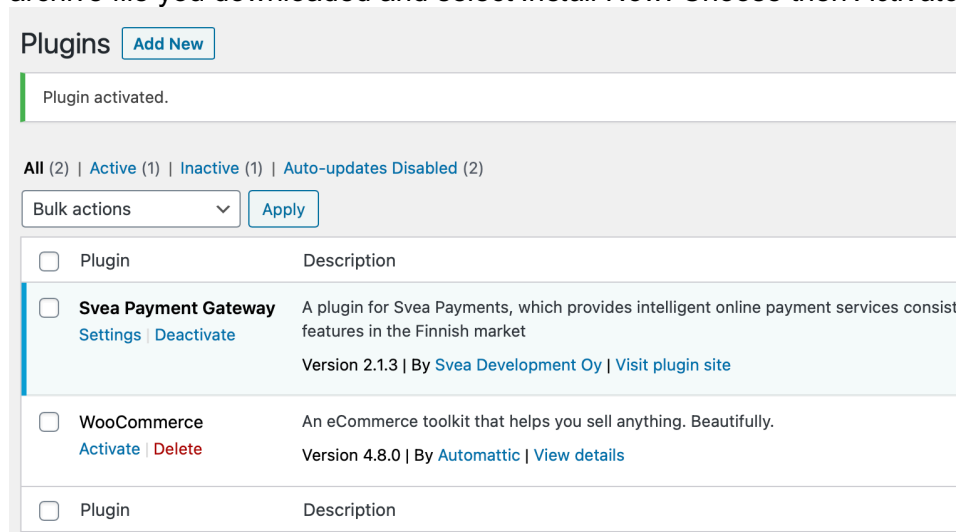 Plugins Add New
Plugin activated.
All (2) | Active (1) | Inactive (1) | Auto-updates Disabled (2)
Bulk actions Apply
Plugin Description
Svea Payment Gateway A plugin for Svea Payments, which provides intelligent online payment services consist
Settings | Deactivate features in the Finnish market
Version 2.1.3 | By Svea Development Oy | Visit plugin site
WooCommerce An eCommerce toolkit that helps you sell anything. Beautifully.
Activate | Delete Version 4.8.0 | By Automattic | View details
Plugin Description